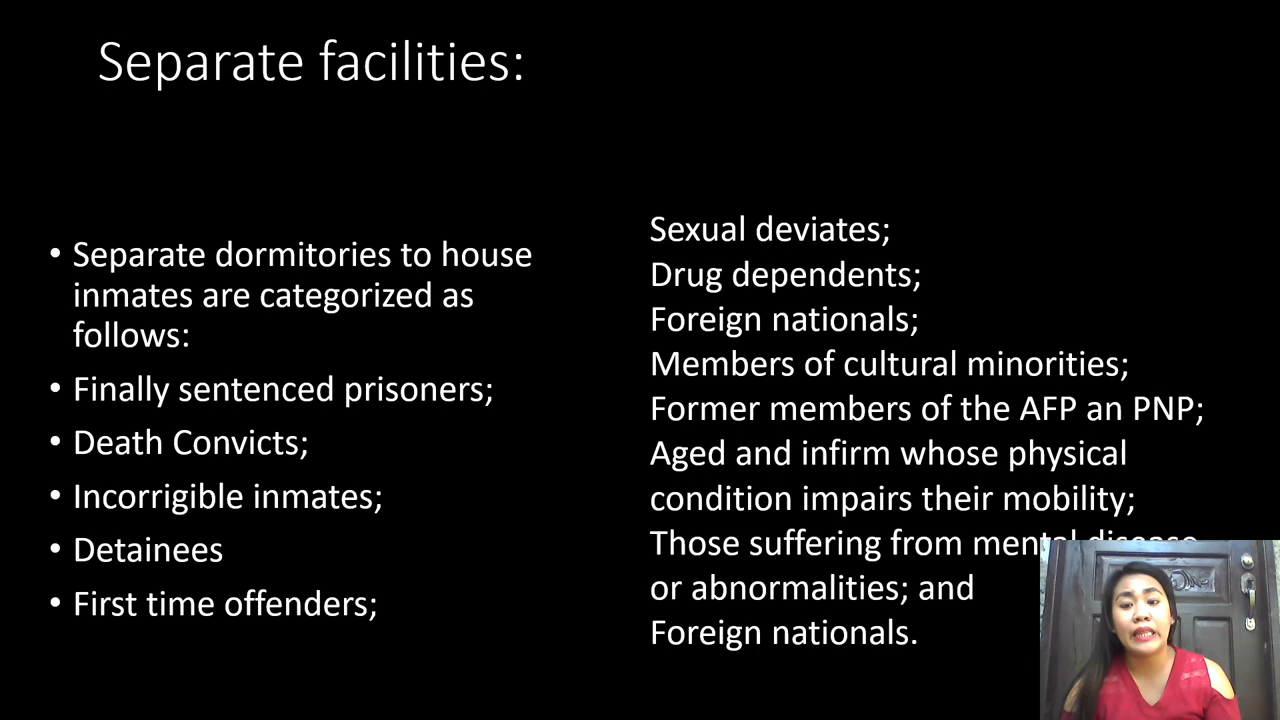 Separate facilities:
• Separate dormitories to house
inmates are categorized as
follows:
• Finally sentenced prisoners;
• Death Convicts;
• Incorrigible inmates;
• Detainees
• First time offenders;
Sexual deviates;
Drug dependents;
Foreign nationals;
Members of cultural minorities;
Former members of the AFP an PNP;
Aged and infirm whose physical
condition impairs their mobility;
Those suffering from mental disease
or abnormalities; and
Foreign nationals.